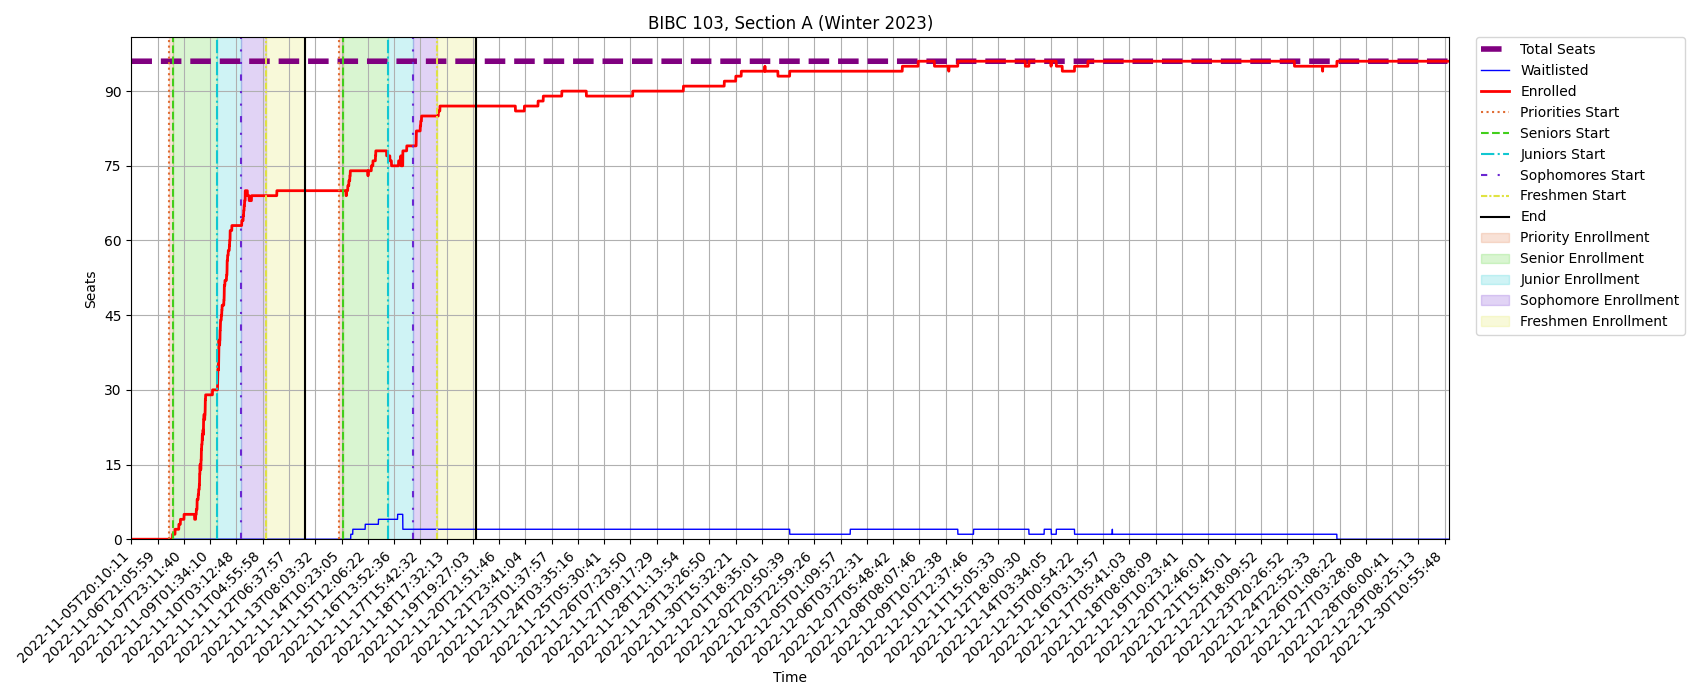 BIBC 103, Section A (Winter 2023)
Seats
90
75
60
45
30
15
0
2022-11-05T20:10:11
2022-11-06T21:05:59
2022-11-07T23:11:40
2022-11-09T01:34:10
2022-11-10T03:12:48
2022-11-11T04:55:58
2022-11-12T06:37:57
2022-11-13T08:03:32
2022-11-14T10:23:05
2022-11-15T12:06:22
2022-11-16T13:52:36
2022-11-17T15:42:32
2022-11-18T17:32:13
2022-11-19T19:27:03
2022-11-20T21:51:46
2022-11-21T23:41:04
2022-11-23T01:37:57
2022-11-24T03:35:16
2022-11-25T05:30:41
2022-11-26T07:23:50
2022-11-27T09:17:29
2022-11-28T11:13:54
2022-11-29T13:26:50
2022-11-30T15:32:21
2022-12-01T18:35:01
2022-12-02T20:50:39
2022-12-03T22:59:26
2022-12-05T01:09:57
2022-12-06T03:22:31
2022-12-07T05:48:42
2022-12-08T08:07:46
2022-12-09T10:22:38
2022-12-10T12:37:46
2022-12-11T15:05:33
2022-12-12T18:00:30
2022-12-14T03:34:05
2022-12-15T00:54:22
2022-12-16T03:13:57
2022-12-17T05:41:03
2022-12-18T08:08:09
2022-12-19T10:23:41
2022-12-20T12:46:01
2022-12-21T15:45:01
2022-12-22T18:09:52
2022-12-23T20:26:52
2022-12-24T22:52:33
2022-12-26T01:08:22
2022-12-27T03:28:08
2022-12-28T06:00:41
2022-12-29T08:25:13
2022-12-30T10:55:48
Time
Total Seats
Waitlisted
Enrolled
Priorities Start
Seniors Start
Juniors Start
Sophomores Start
Freshmen Start
End
Priority Enrollment
Senior Enrollment
Junior Enrollment
Sophomore Enrollment
Freshmen Enrollment